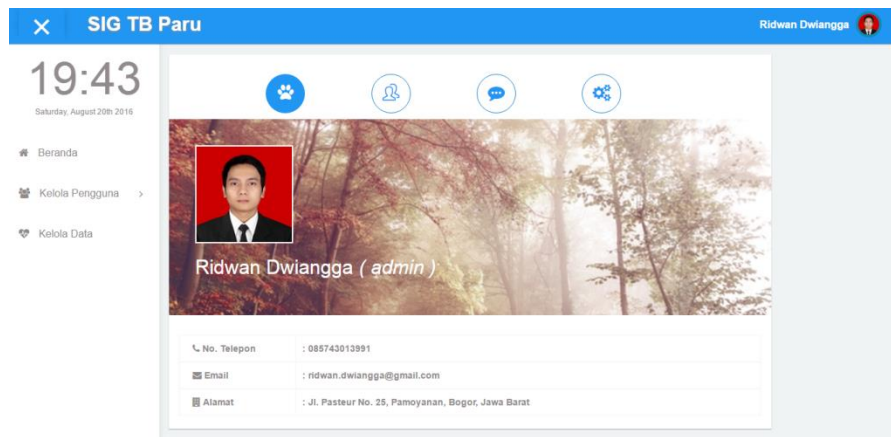 SIG TB Paru
Ridwan Dwiangga
19:43
Saturday, August 20th 2016
Beranda
Kelola Pengguna
Kelola Data
Ridwan Dwiangga ( admin )
No. Telepon : 085743013991
Email : ridwan.dwiangga@gmail.com
Alamat : Jl. Pasteur No. 25, Pamoyanan, Bogor, Jawa Barat